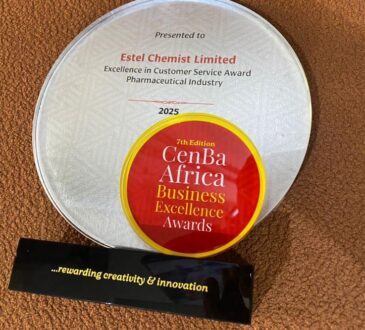 Presented to
Estel Chemist Limited
Excellence in Customer Service Award
Pharmaceutical Industry
2025
7th Edition
CenBa
Africa
Business
Excellence
Awards
...rewarding creativity & innovation